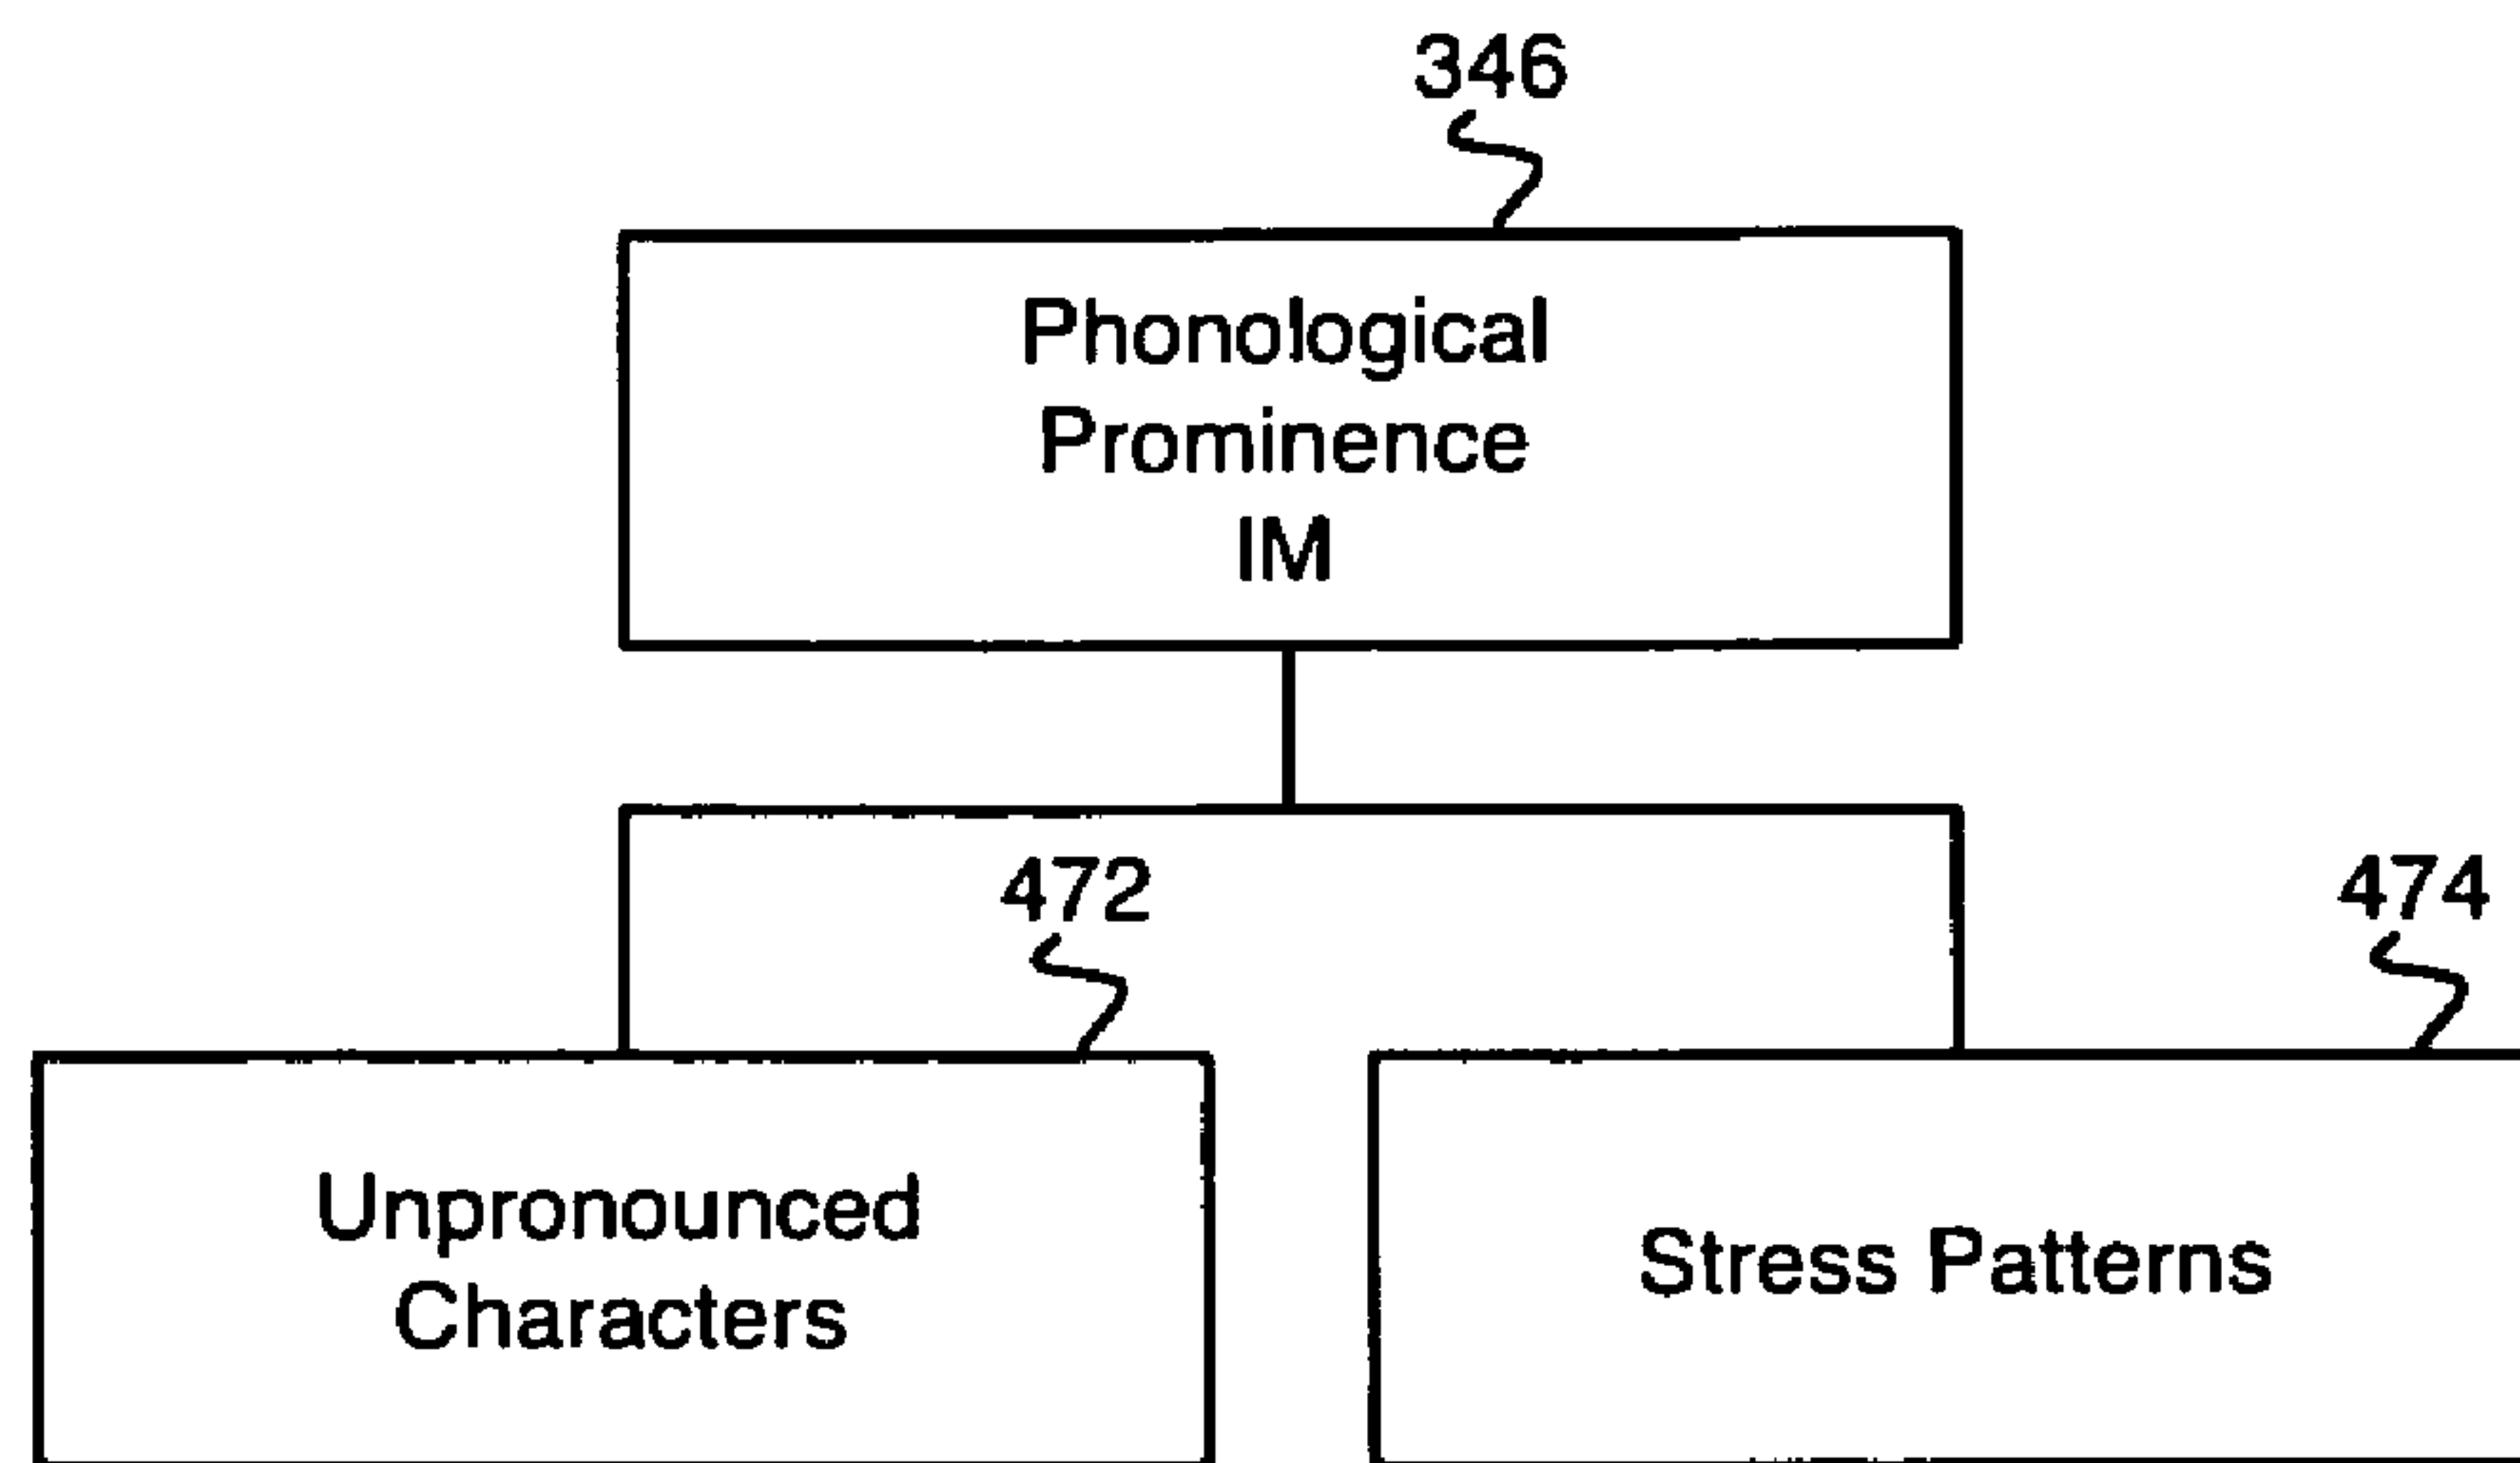 346
Phonological
Prominence
IM
472
474
Unpronounced
Characters
Stress Patterns